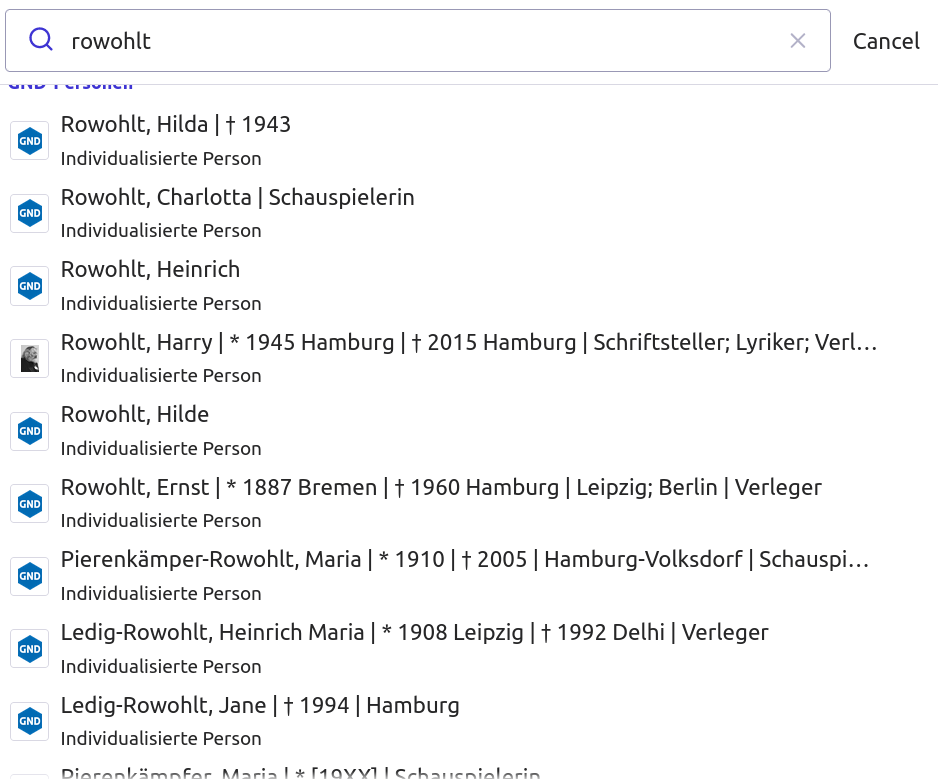 rowohlt
Cancel
GND Personen
Rowohlt, Hilda | † 1943
GND
Individualisierte Person
Rowohlt, Charlotta | Schauspielerin
GND
Individualisierte Person
Rowohlt, Heinrich
GND
Individualisierte Person
Rowohlt, Harry | * 1945 Hamburg | † 2015 Hamburg | Schriftsteller; Lyriker; Verl…
Individualisierte Person
Rowohlt, Hilde
GND
Individualisierte Person
Rowohlt, Ernst | * 1887 Bremen | † 1960 Hamburg | Leipzig; Berlin | Verleger
GND
Individualisierte Person
Pierenkämper-Rowohlt, Maria | * 1910 | † 2005 | Hamburg-Volksdorf | Schauspi…
GND
Individualisierte Person
Ledig-Rowohlt, Heinrich Maria | * 1908 Leipzig | † 1992 Delhi | Verleger
GND
Individualisierte Person
Ledig-Rowohlt, Jane | † 1994 | Hamburg
GND
Individualisierte Person
Pierenkämpfer, Maria | * [19XX] | Schauspielerin